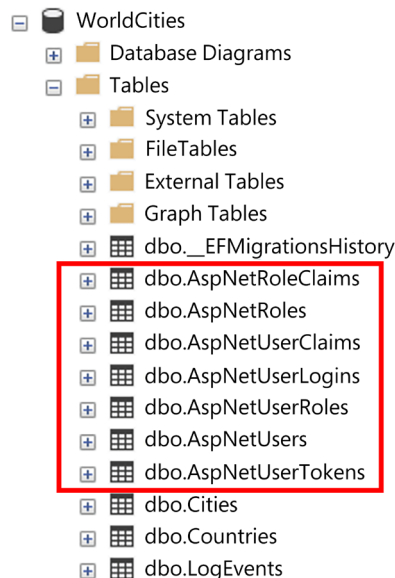 WorldCities
Database Diagrams
Tables
System Tables
FileTables
External Tables
Graph Tables
dbo.__EFMigrationsHistory
dbo.AspNetRoleClaims
dbo.AspNetRoles
dbo.AspNetUserClaims
dbo.AspNetUserLogins
dbo.AspNetUserRoles
dbo.AspNetUsers
dbo.AspNetUserTokens
dbo.Cities
dbo.Countries
dbo.LogEvents